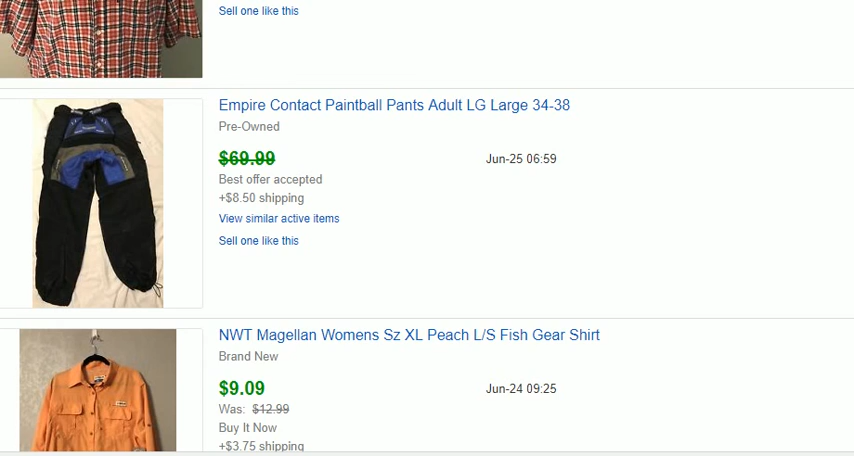 Sell one like this
Empire Contact Paintball Pants Adult LG Large 34-38
Pre-Owned
$69.99
Jun-25 06:59
Best offer accepted
+$8.50 shipping
View similar active items
Sell one like this
NWT Magellan Womens Sz XL Peach L/S Fish Gear Shirt
Brand New
$9.09
Jun-24 09:25
Was: $12.99
Buy It Now
+$3.75 shipping